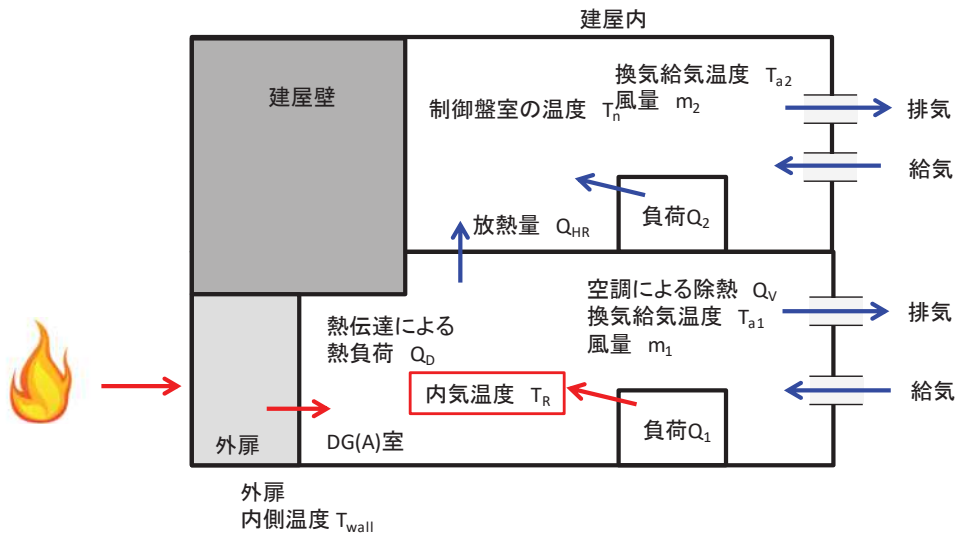 建屋内
建屋壁
換気給気温度 Ta2
風量 m2
制御盤室の温度 Tn
排気
給気
負荷Q2
放熱量 QHR
空調による除熱 QV
換気給気温度 Ta1
風量 m1
排気
熱伝達による
熱負荷 QD
内気温度 TR
給気
負荷Q1
外扉
DG(A)室
外扉
内側温度 Twall